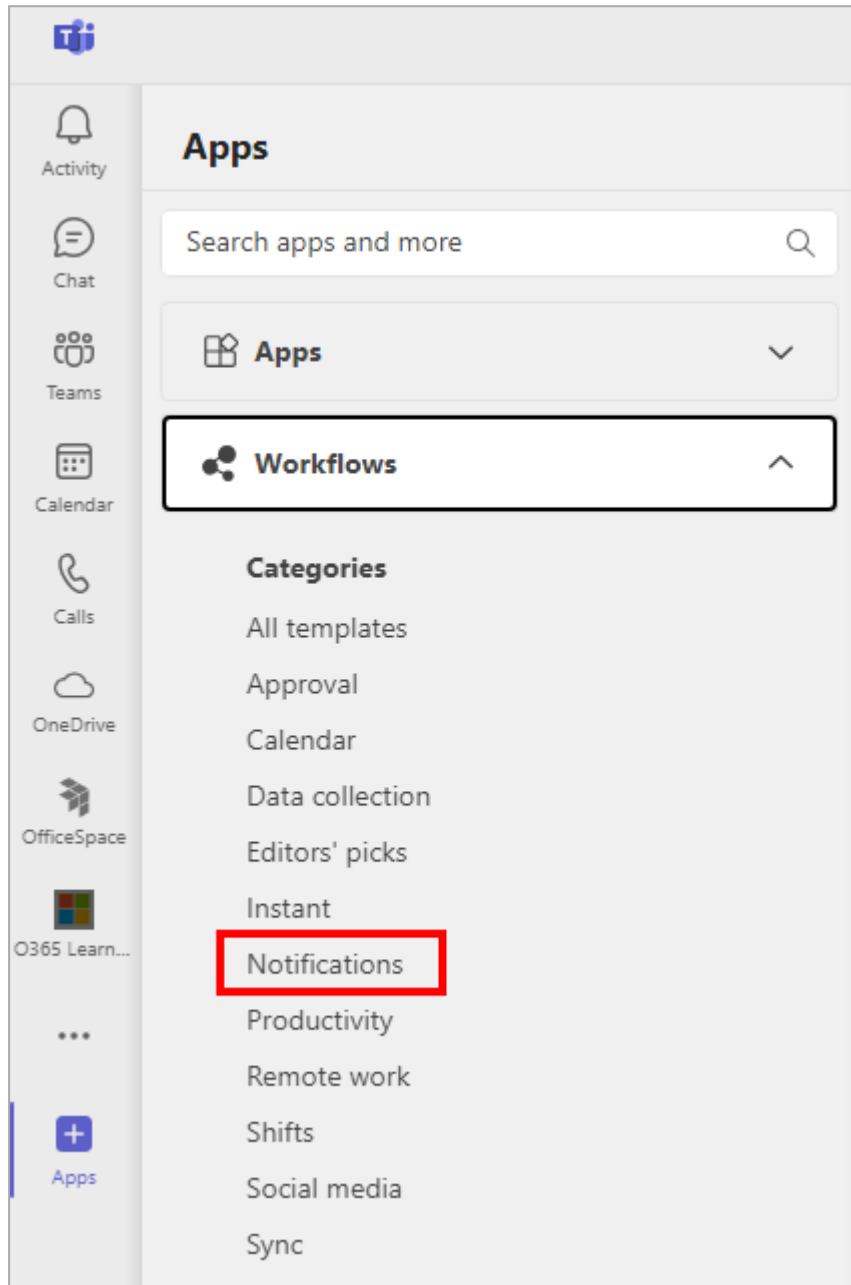 Activity
Chat
Teams
Calendar
Calls
OneDrive
OfficeSpace
O365 Learn...
Apps
Apps
Search apps and more
Apps
Workflows
Categories
All templates
Approval
Calendar
Data collection
Editors' picks
Instant
Notifications
Productivity
Remote work
Shifts
Social media
Sync